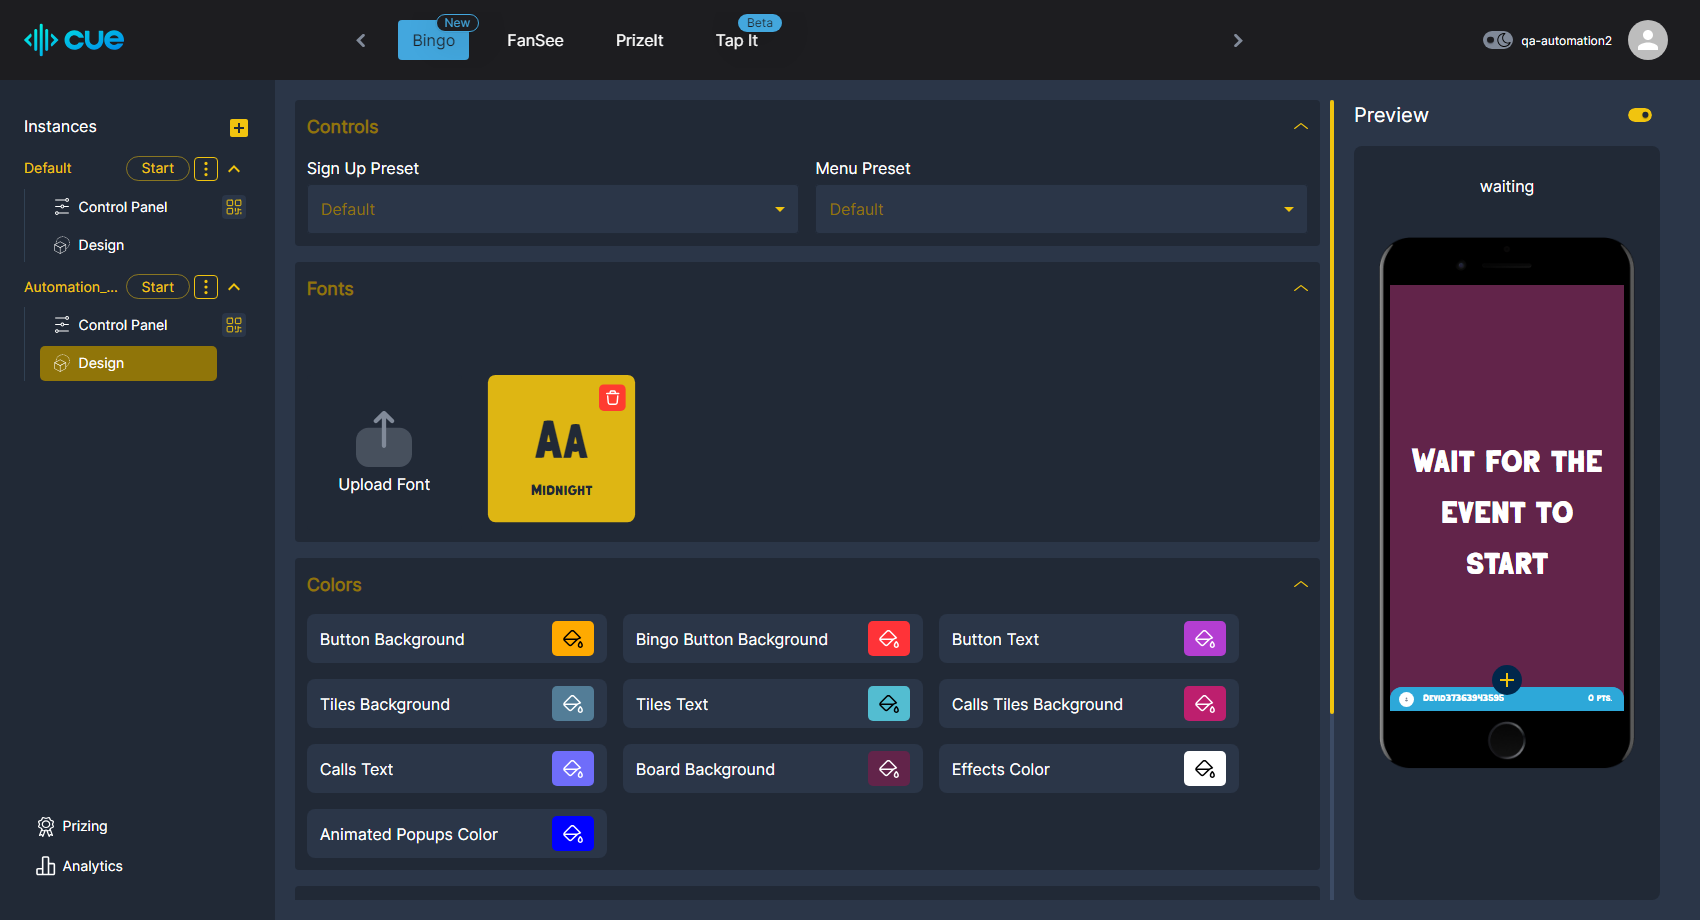 cue
Bingo
New
FanSee
PrizeIt
Tap It
Beta
qa-automation2
Instances
Default
Start
Control Panel
Design
Automation_...
Start
Control Panel
Design
Prizing
Analytics
Controls
Sign Up Preset
Default
Menu Preset
Default
Fonts
Upload Font
Aa
Midnight
Colors
Button Background
Bingo Button Background
Button Text
Tiles Background
Tiles Text
Calls Tiles Background
Calls Text
Board Background
Effects Color
Animated Popups Color
Preview
waiting
Wait for the
event to
start
Devid37363943595
0 pts.